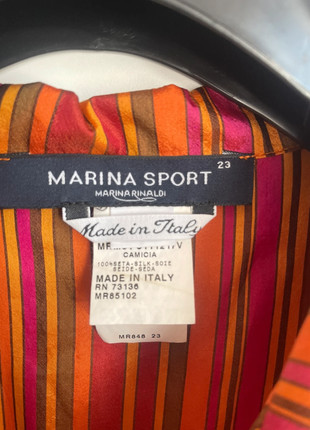 23
MARINA SPORT
MARINA RINALDI
Made in Italy
CAMICIA
100%SETA-SILK-SOIE
SEIDE-SEDA
MADE IN ITALY
RN 73136
MR85102
MR848 23